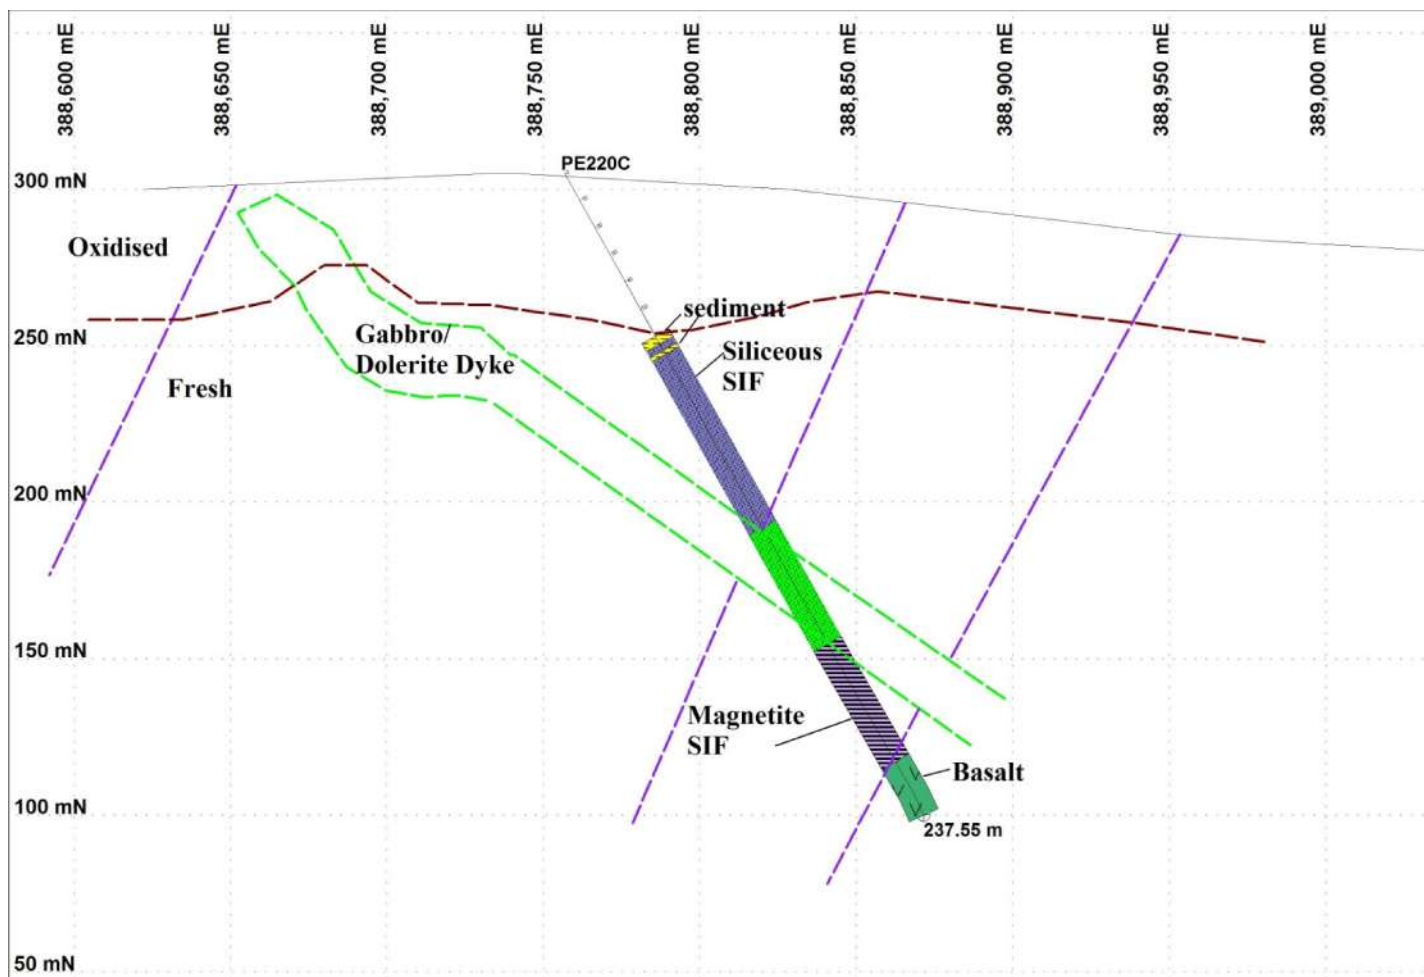 388,600 mE
388,650 mE
388,700 mE
388,750 mE
388,800 mE
388,850 mE
388,900 mE
388,950 mE
389,000 mE
PE220C
300 mN
Oxidised
sediment
250 mN
Gabbro/
Dolerite Dyke
Siliceous
SIF
Fresh
200 mN
150 mN
Magnetite
SIF
Basalt
100 mN
237.55 m
50 mN